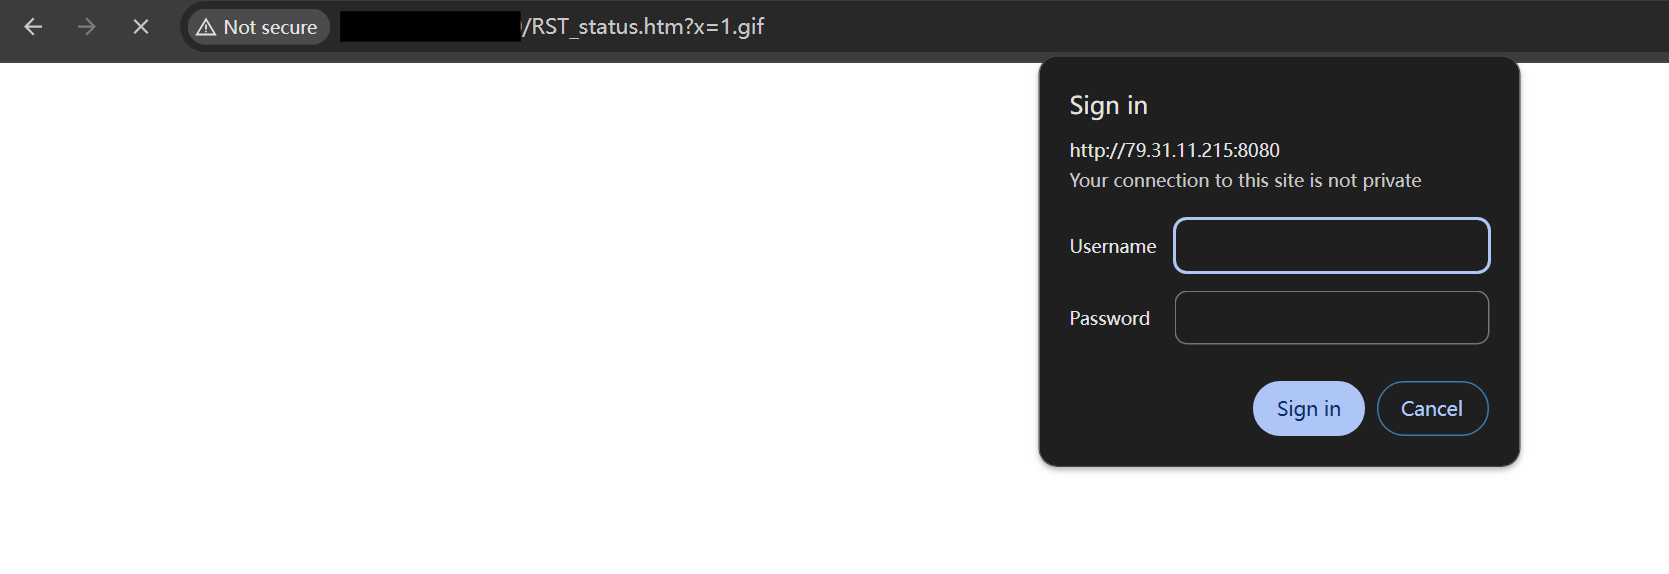 Not secure /RST_status.htm?x=1.gif
Sign in
http://79.31.11.215:8080
Your connection to this site is not private
Username
Password
Sign in Cancel